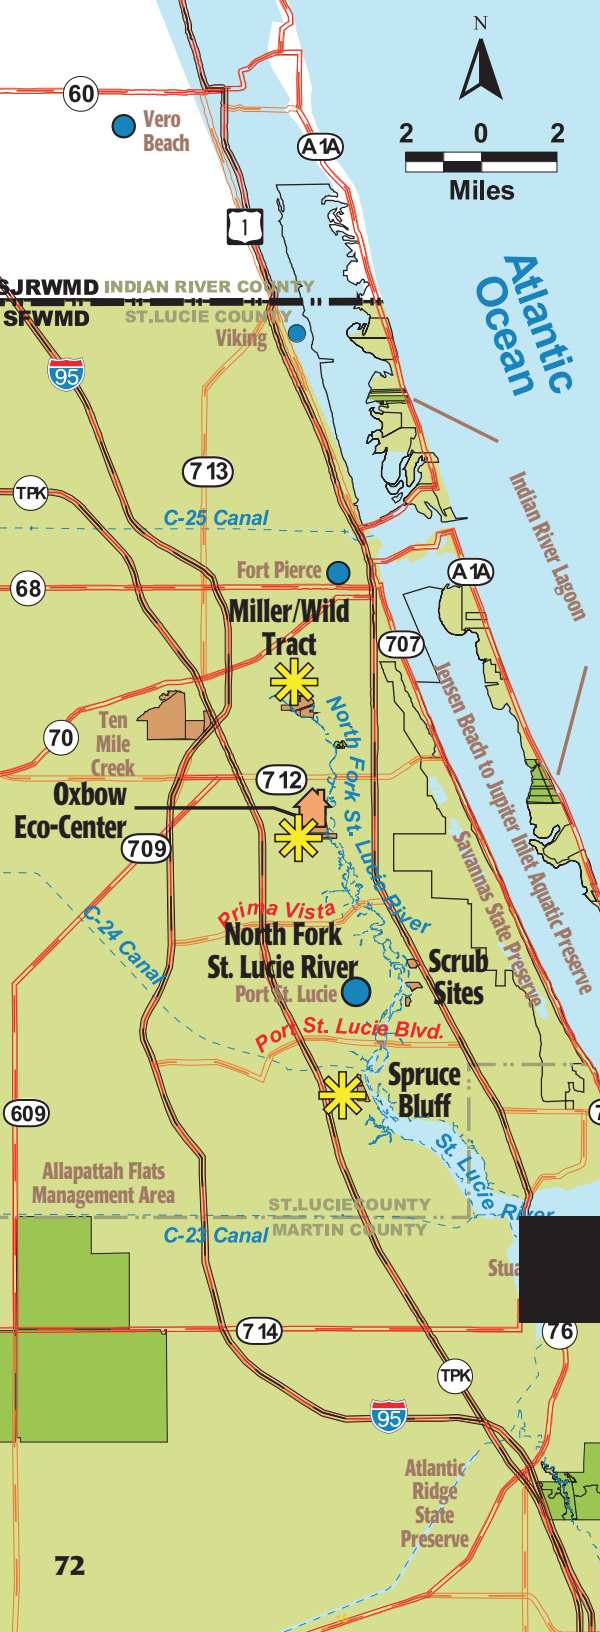 N
60
Vero
Beach
A1A
2 0 2
Miles
1
Atlantic
Ocean
SJRWMD INDIAN RIVER COUNTY
SFWMD ST.LUCIE COUNTY
Viking
95
713
TPK
C-25 Canal
Indian River Lagoon
Fort Pierce
A1A
68
Miller/Wild
Tract
707
Jensen Beach to Jupiter Inlet Aquatic Preserve
North Fork St. Lucie River
Ten
Mile
Creek
70
712
Oxbow
Eco-Center
709
Savannas State Preserve
Prima Vista
C-24 Canal
North Fork
St. Lucie River
Port St. Lucie
Scrub
Sites
Port St. Lucie Blvd.
Spruce
Bluff
609
7
St. Lucie River
Allapattah Flats
Management Area
ST.LUCIE COUNTY
C-23 Canal MARTIN COUNTY
Stua
714
76
TPK
95
Atlantic
Ridge
State
Preserve
72